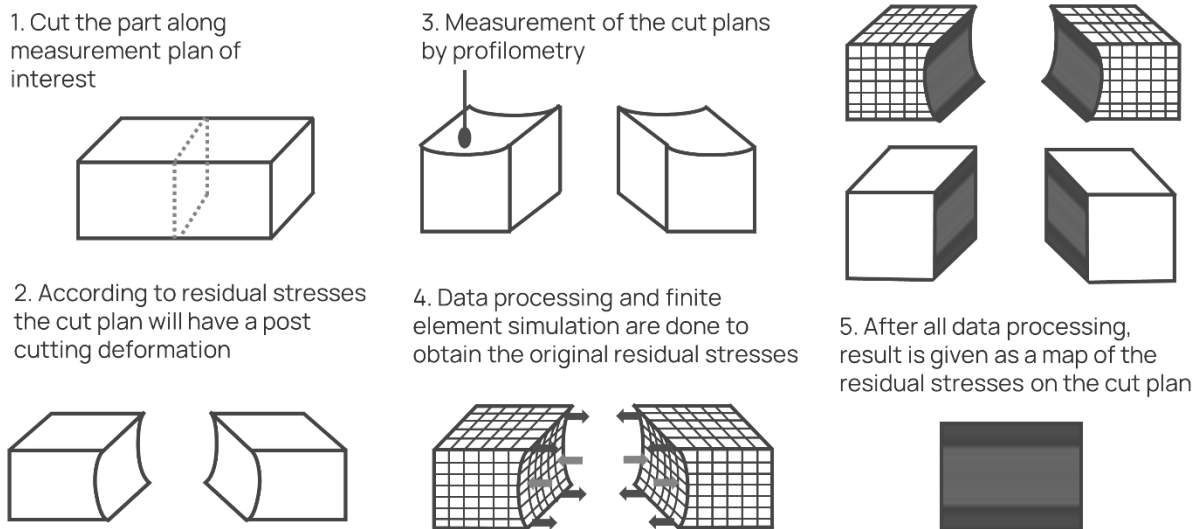 1. Cut the part along
measurement plan of
interest
2. According to residual stresses
the cut plan will have a post
cutting deformation
3. Measurement of the cut plans
by profilometry
4. Data processing and finite
element simulation are done to
obtain the original residual stresses
5. After all data processing,
result is given as a map of the
residual stresses on the cut plan